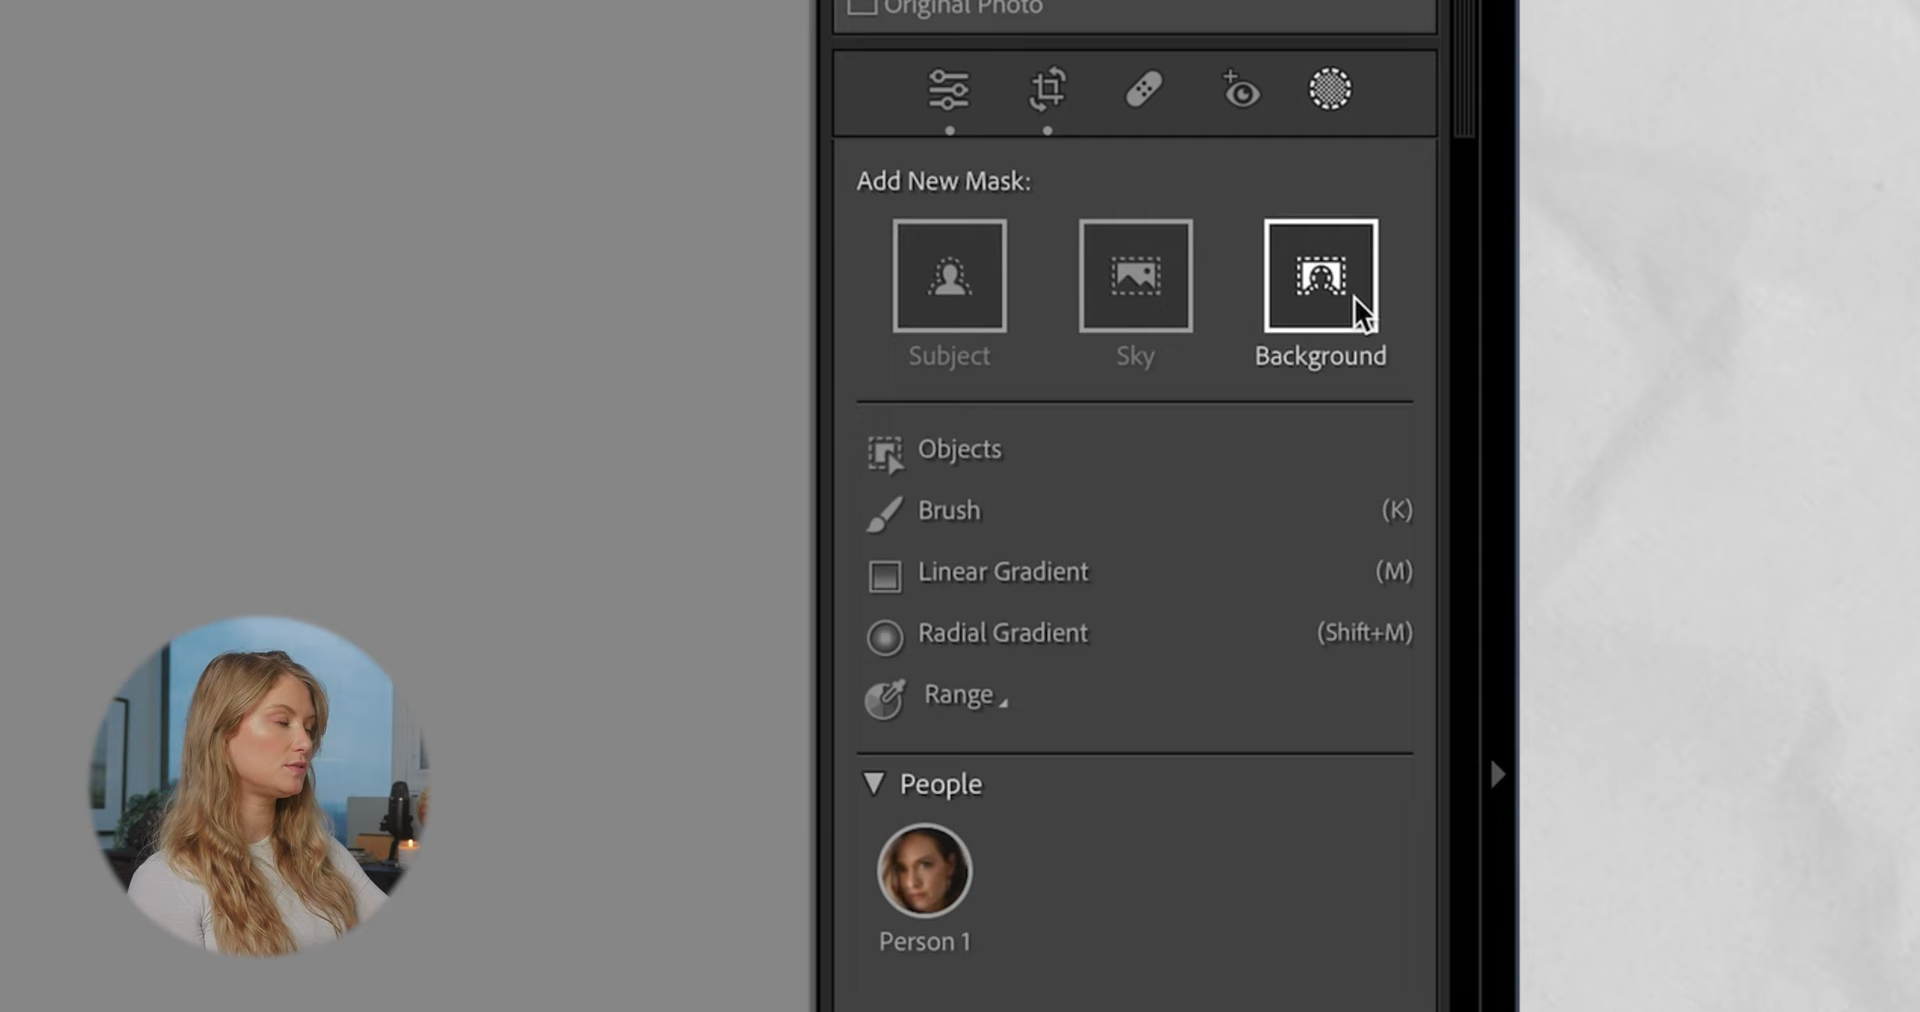 Original Photo
Add New Mask:
Subject
Sky
Background
Objects
Brush (K)
Linear Gradient (M)
Radial Gradient (Shift+M)
Range
People
Person 1